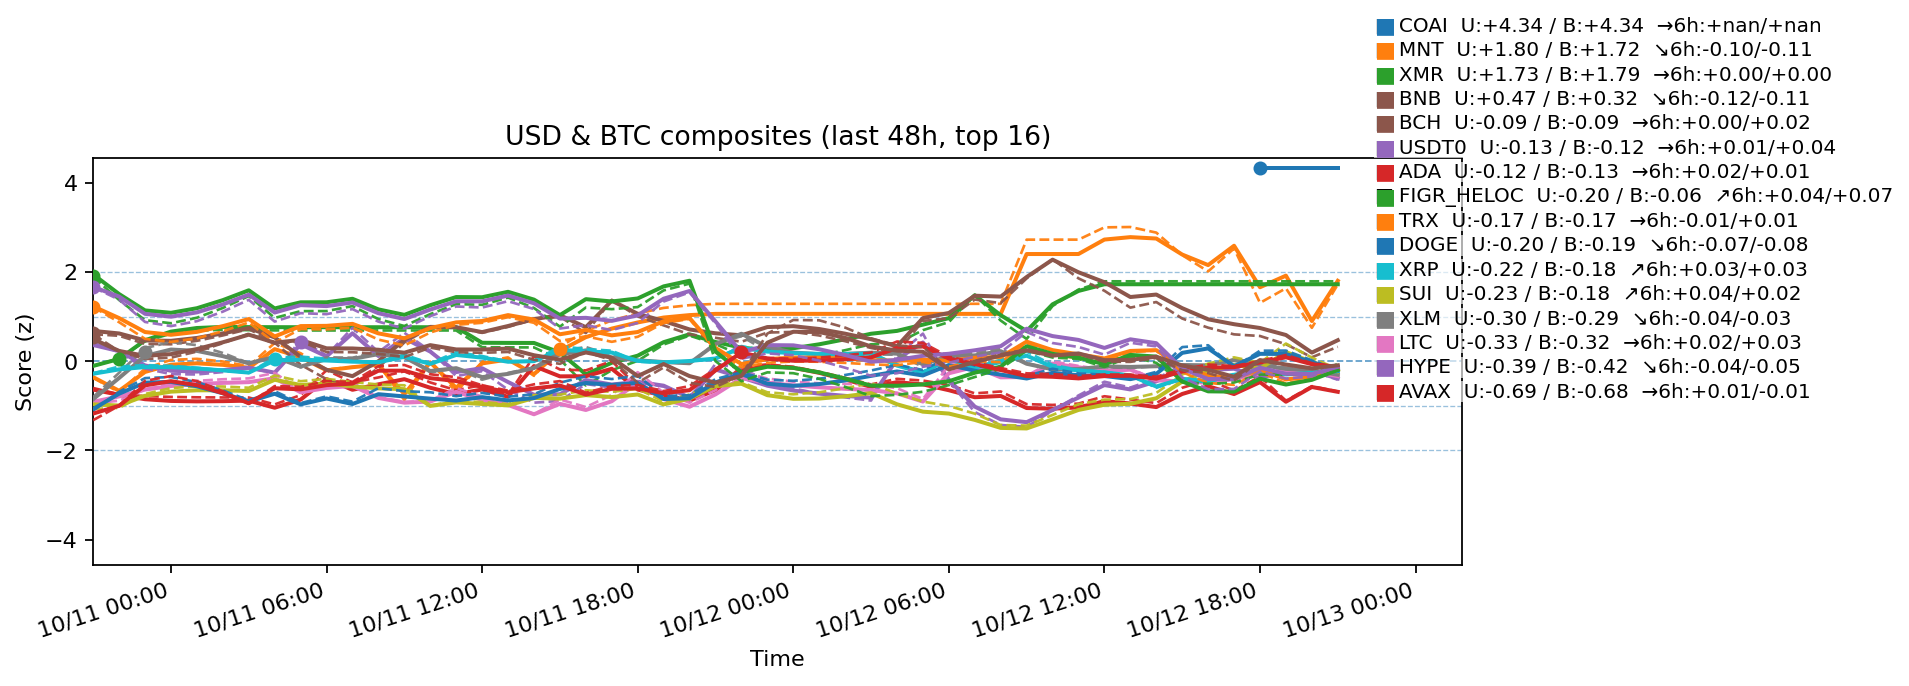 COAI U:+4.34 / B:+4.34 →6h:+nan/+nan
MNT U:+1.80 / B:+1.72 ↘6h:-0.10/-0.11
XMR U:+1.73 / B:+1.79 →6h:+0.00/+0.00
BNB U:+0.47 / B:+0.32 ↘6h:-0.12/-0.11
BCH U:-0.09 / B:-0.09 →6h:+0.00/+0.02
USDT0 U:-0.13 / B:-0.12 →6h:+0.01/+0.04
ADA U:-0.12 / B:-0.13 →6h:+0.02/+0.01
FIGR_HELOC U:-0.20 / B:-0.06 ↗6h:+0.04/+0.07
TRX U:-0.17 / B:-0.17 →6h:-0.01/+0.01
DOGE U:-0.20 / B:-0.19 ↘6h:-0.07/-0.08
XRP U:-0.22 / B:-0.18 ↗6h:+0.03/+0.03
SUI U:-0.23 / B:-0.18 ↗6h:+0.04/+0.02
XLM U:-0.30 / B:-0.29 ↘6h:-0.04/-0.03
LTC U:-0.33 / B:-0.32 →6h:+0.02/+0.03
HYPE U:-0.39 / B:-0.42 ↘6h:-0.04/-0.05
AVAX U:-0.69 / B:-0.68 →6h:+0.01/-0.01
USD & BTC composites (last 48h, top 16)
Score (z)
4
2
0
−2
−4
10/11 00:00
10/11 06:00
10/11 12:00
10/11 18:00
10/12 00:00
10/12 06:00
10/12 12:00
10/12 18:00
10/13 00:00
Time